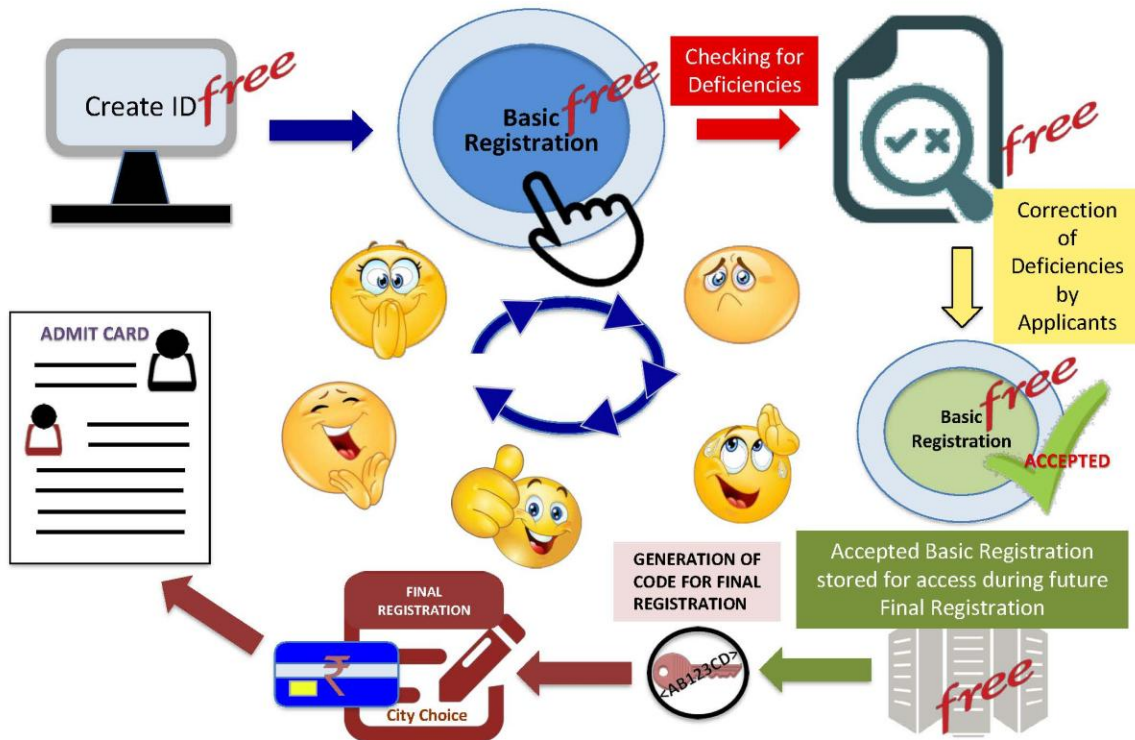 Create ID
free
Basic
Registration
free
Checking for
Deficiencies
free
Correction
of
Deficiencies
by
Applicants
Basic
Registration
free
ACCEPTED
Accepted Basic Registration
stored for access during future
Final Registration
free
GENERATION OF
CODE FOR FINAL
REGISTRATION
<AB123CD>
FINAL
REGISTRATION
₹
City Choice
ADMIT CARD